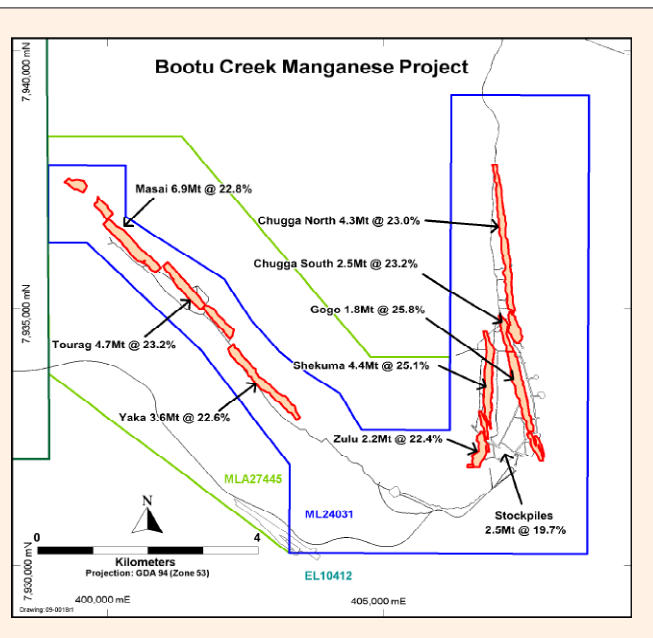 Bootu Creek Manganese Project
7,940,000 mN
Masai 6.9Mt @ 22.8%
Chugga North 4.3Mt @ 23.0%
Chugga South 2.5Mt @ 23.2%
Gogo 1.8Mt @ 25.8%
7,935,000 mN
Tourag 4.7Mt @ 23.2%
Shekuma 4.4Mt @ 25.1%
Yaka 3.6Mt @ 22.6%
Zulu 2.2Mt @ 22.4%
MLA27445
ML24031
Stockpiles
2.5Mt @ 19.7%
N
0 4
Kilometers
Projection: GDA 94 (Zone 53)
EL10412
7,930,000 mN
400,000 mE
405,000 mE
Drawing: 09-0018r1